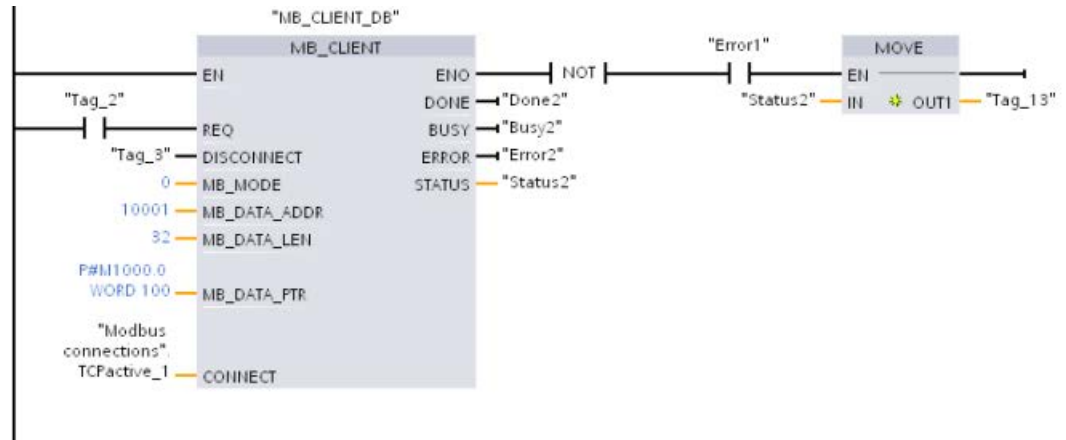 "MB_CLIENT_DB"
MB_CLIENT
"Error1"
MOVE
EN
ENO
NOT
EN
"Tag_2"
DONE
"Done2"
"Status2"
IN
OUT1
"Tag_13"
REQ
BUSY
"Busy2"
"Tag_3"
DISCONNECT
ERROR
"Error2"
0
MB_MODE
STATUS
"Status2"
10001
MB_DATA_ADDR
32
MB_DATA_LEN
P#M1000.0
WORD 100
MB_DATA_PTR
"Modbus
connections".
TCPactive_1
CONNECT